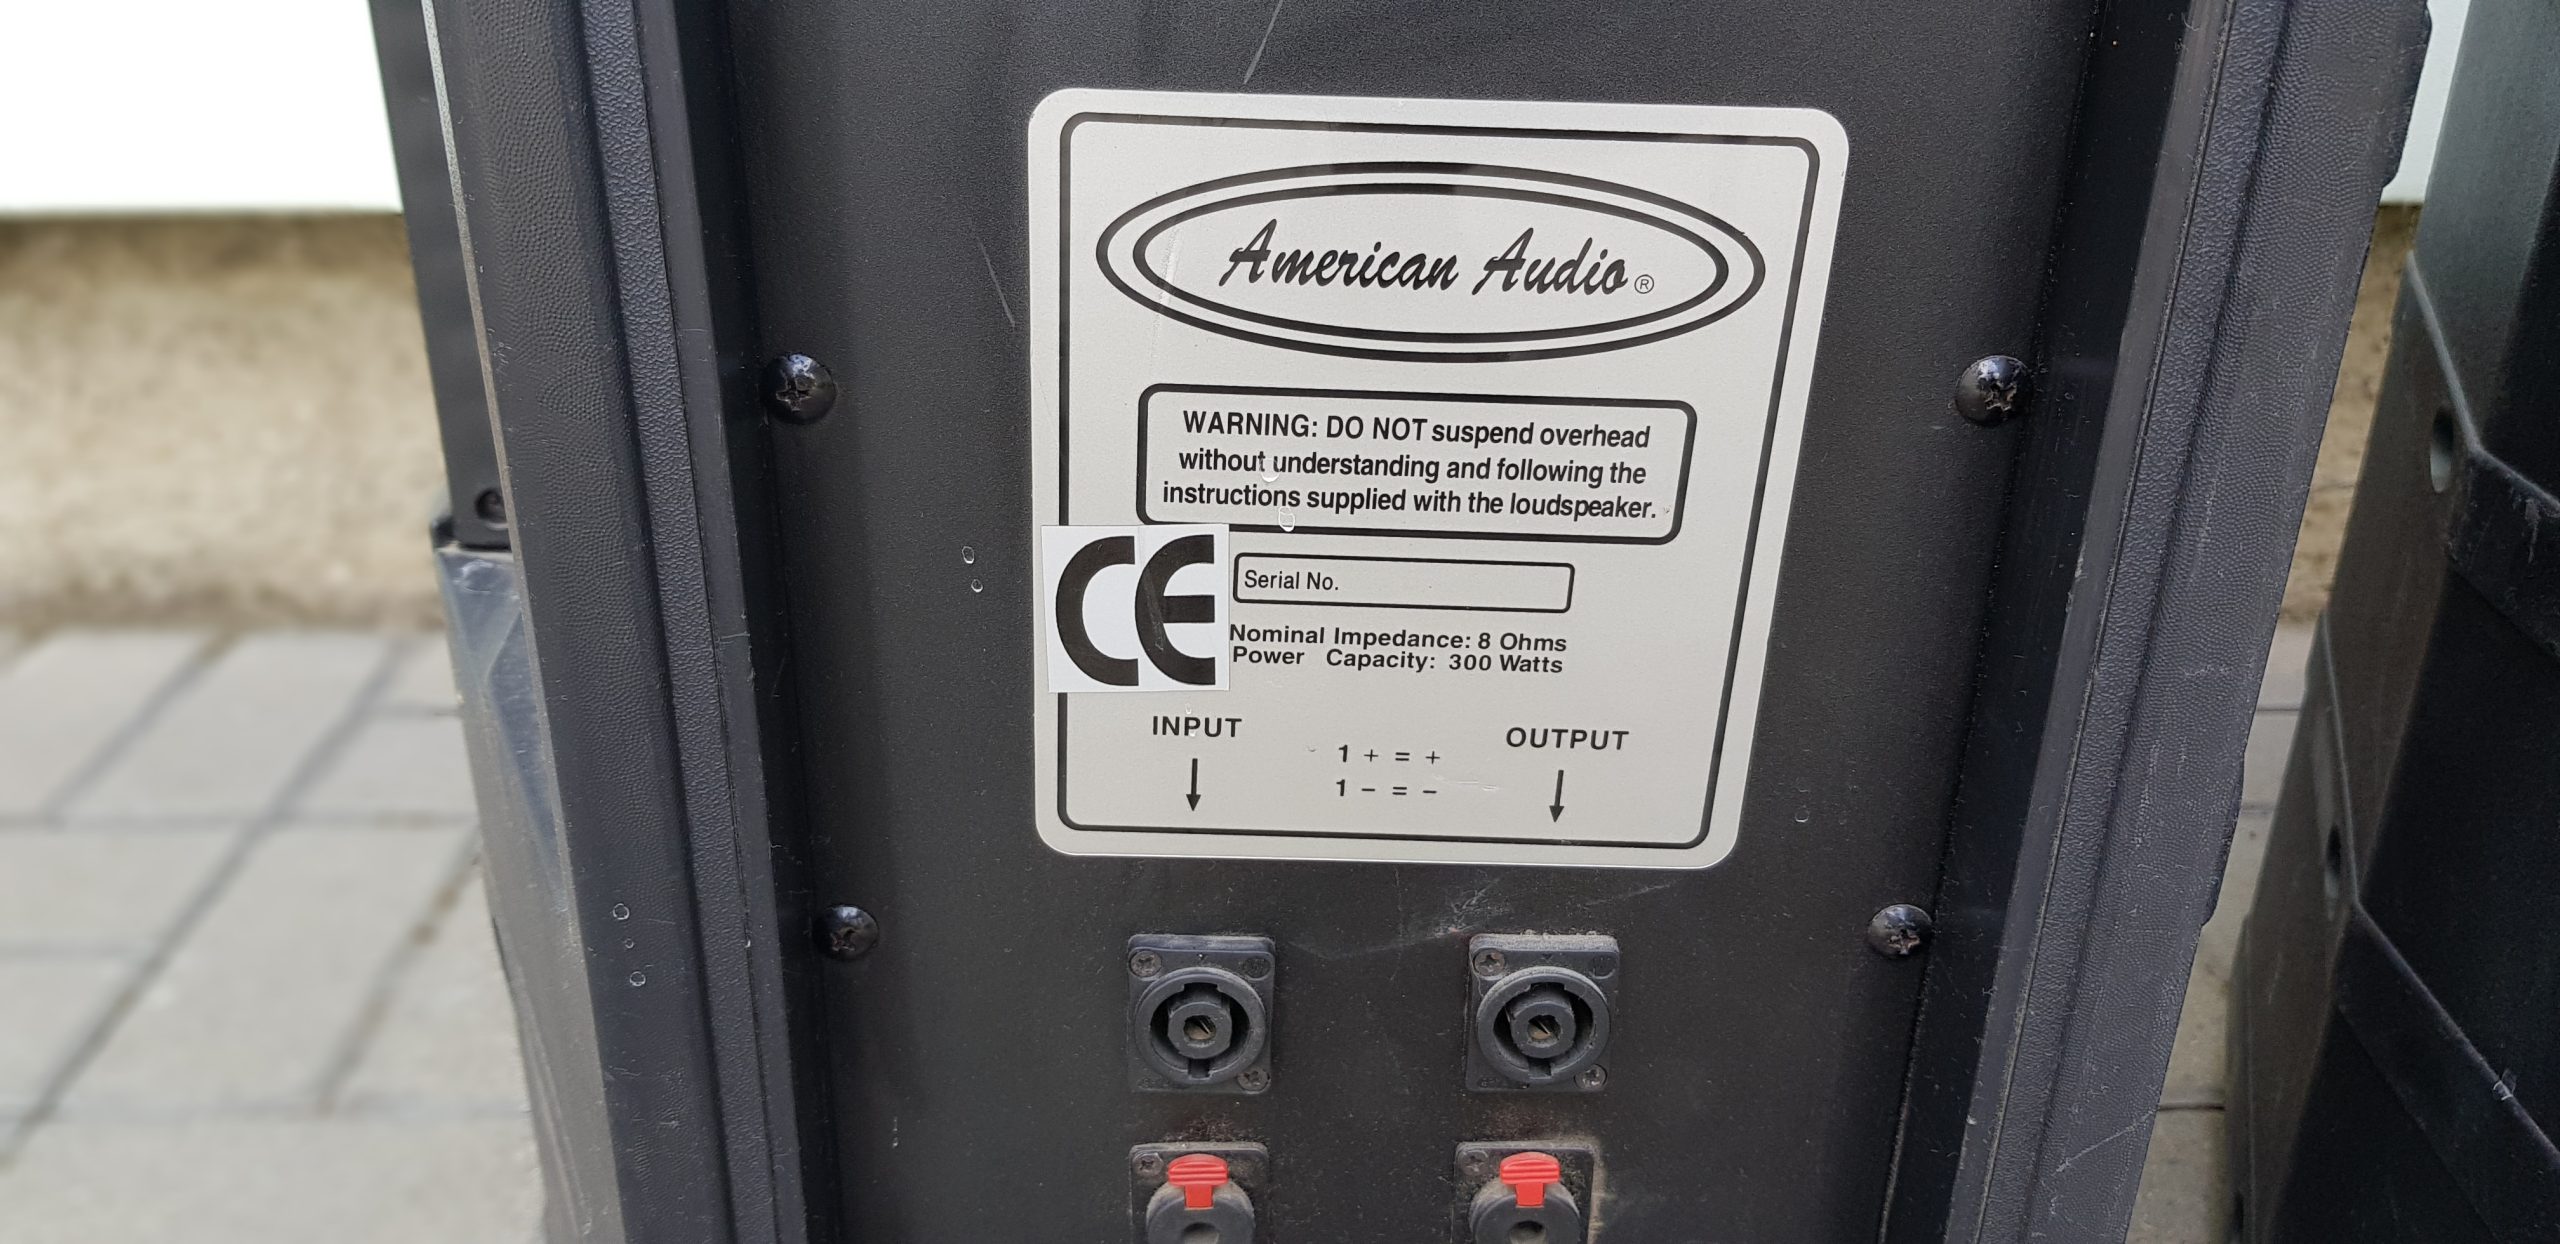 American Audio®
WARNING: DO NOT suspend overhead
without understanding and following the
instructions supplied with the loudspeaker.
CE
Serial No.
Nominal Impedance: 8 Ohms
Power Capacity: 300 Watts
INPUT
OUTPUT
1 + = +
1 - = -